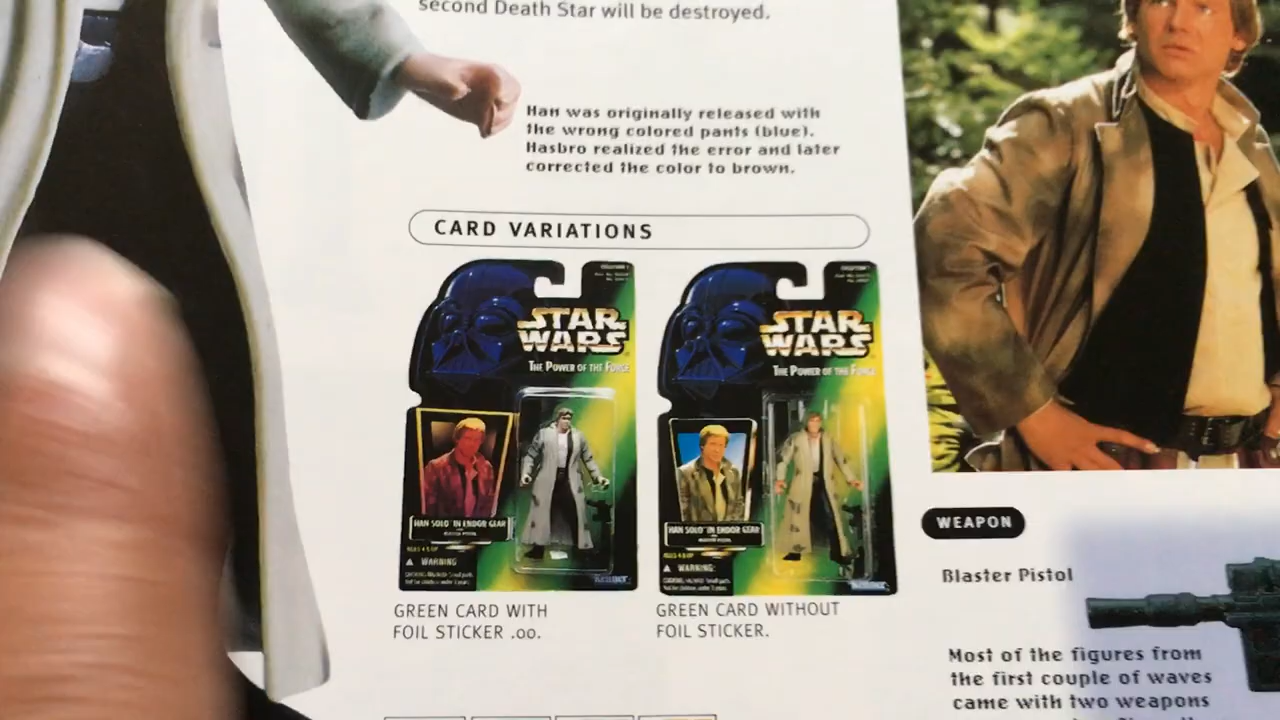 second Death Star will be destroyed.
Han was originally released with
the wrong colored pants (blue).
Hasbro realized the error and later
corrected the color to brown.
CARD VARIATIONS
STAR
WARS
THE POWER OF THE FORCE
HAN SOLO IN ENDOR GEAR
WARNING
GREEN CARD WITH
FOIL STICKER .00.
STAR
WARS
THE POWER OF THE FORCE
HAN SOLO IN ENDOR GEAR
WARNING:
GREEN CARD WITHOUT
FOIL STICKER.
WEAPON
Blaster Pistol
Most of the figures from
the first couple of waves
came with two weapons